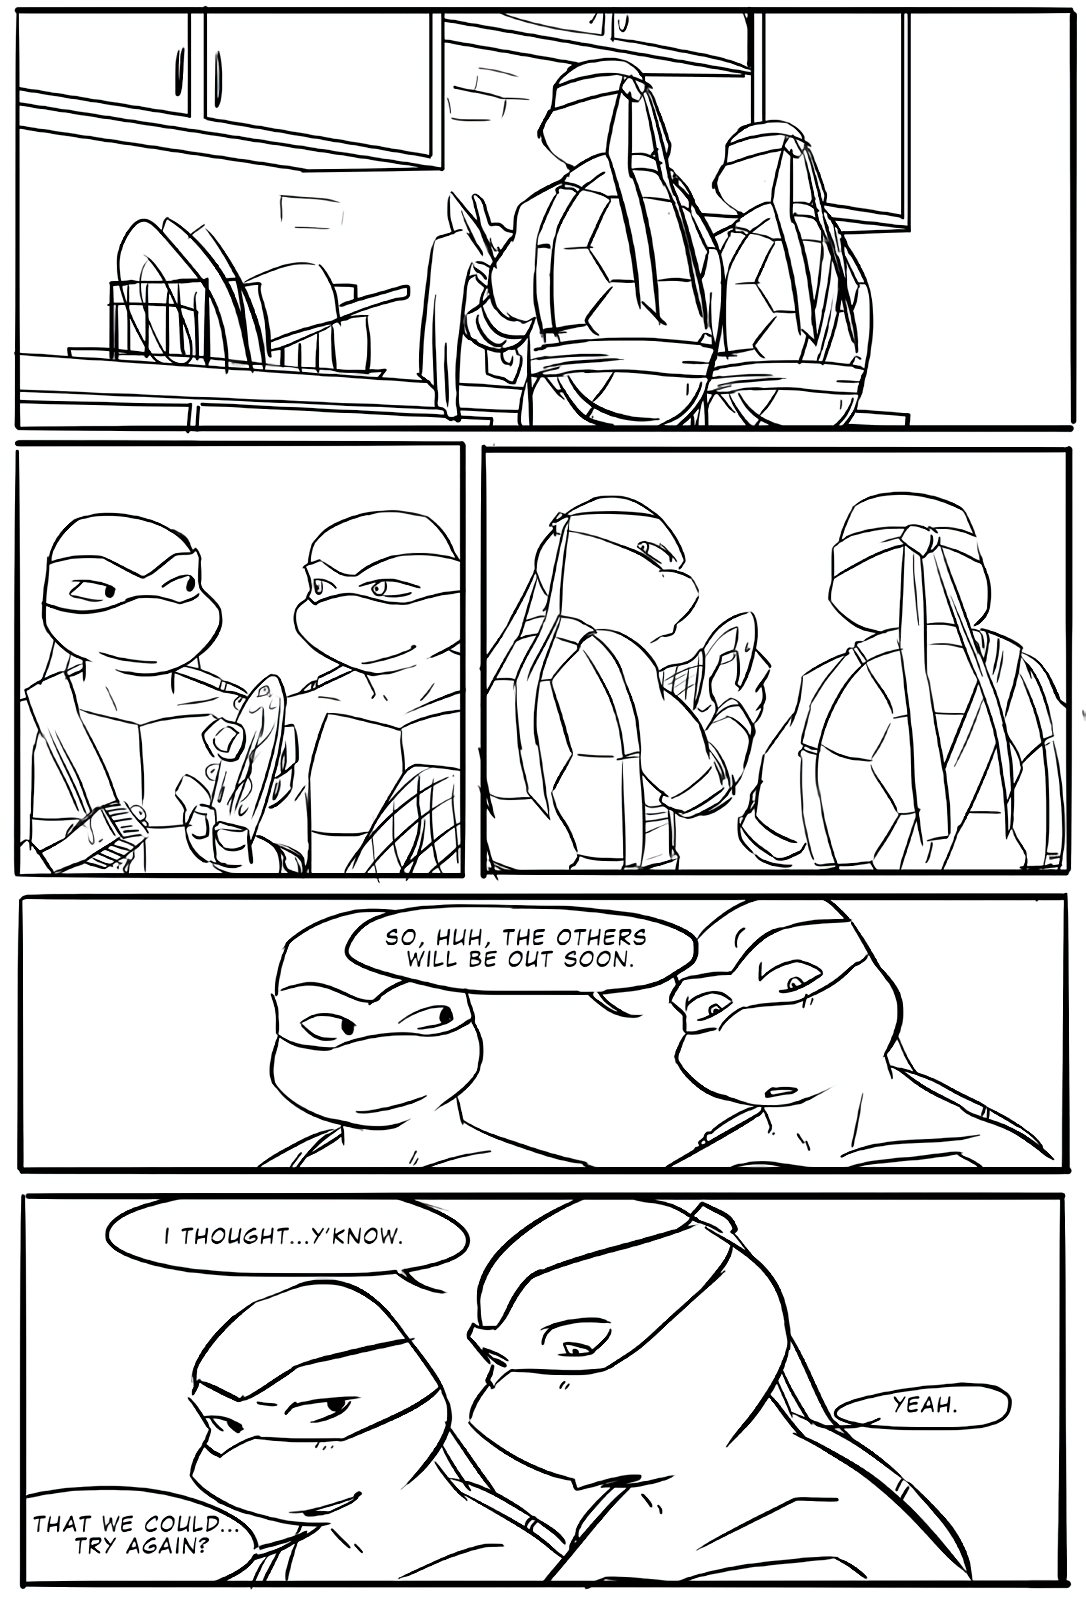 SO, HUH, THE OTHERS
WILL BE OUT SOON.
I THOUGHT...Y'KNOW.
YEAH.
THAT WE COULD...
TRY AGAIN?